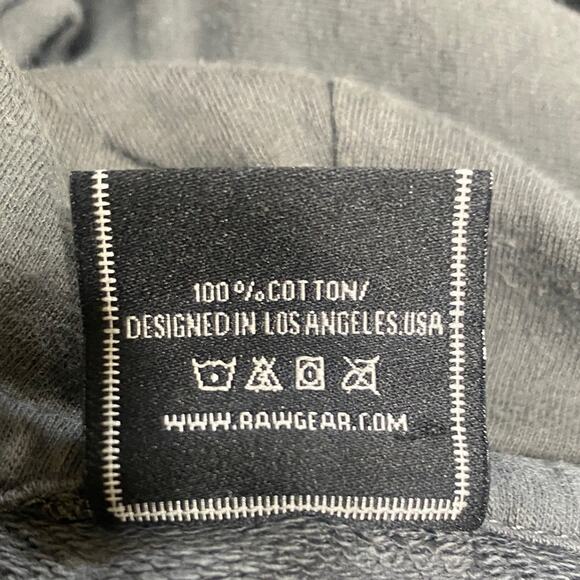 100%COTTON/
DESIGNED IN LOS ANGELES.USA
WWW.RAWGEAR.COM